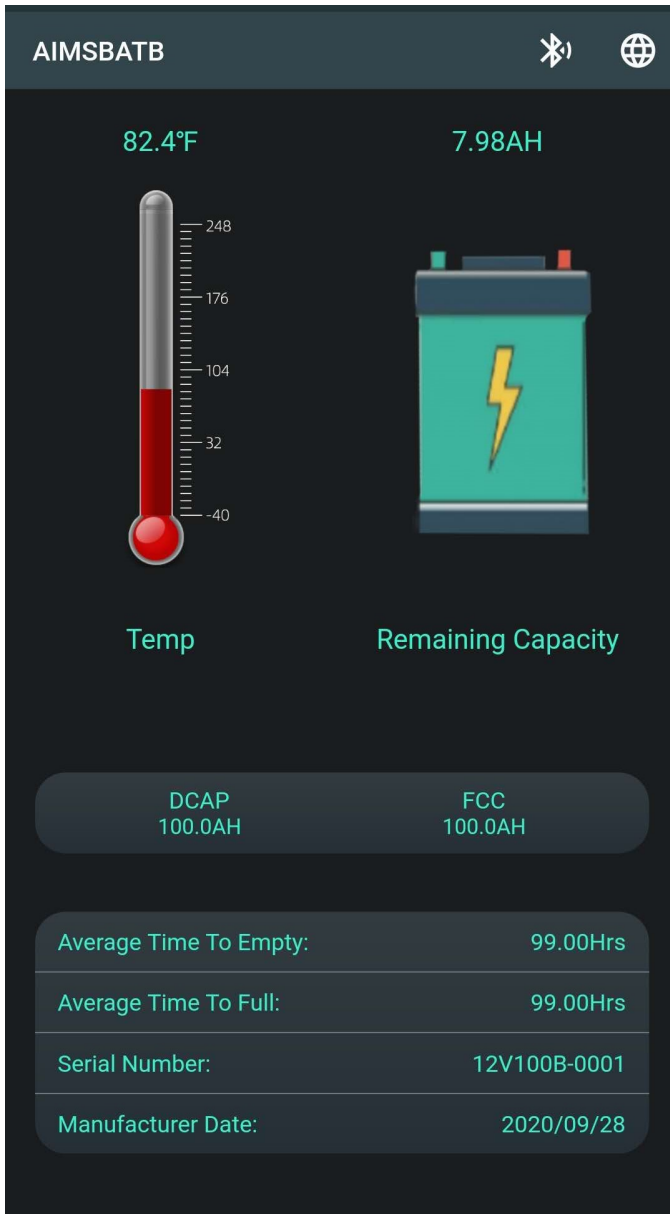 AIMSBATB
82.4°F
7.98AH
248
176
104
32
-40
Temp
Remaining Capacity
DCAP
100.0AH
FCC
100.0AH
Average Time To Empty: 99.00Hrs
Average Time To Full: 99.00Hrs
Serial Number: 12V100B-0001
Manufacturer Date: 2020/09/28